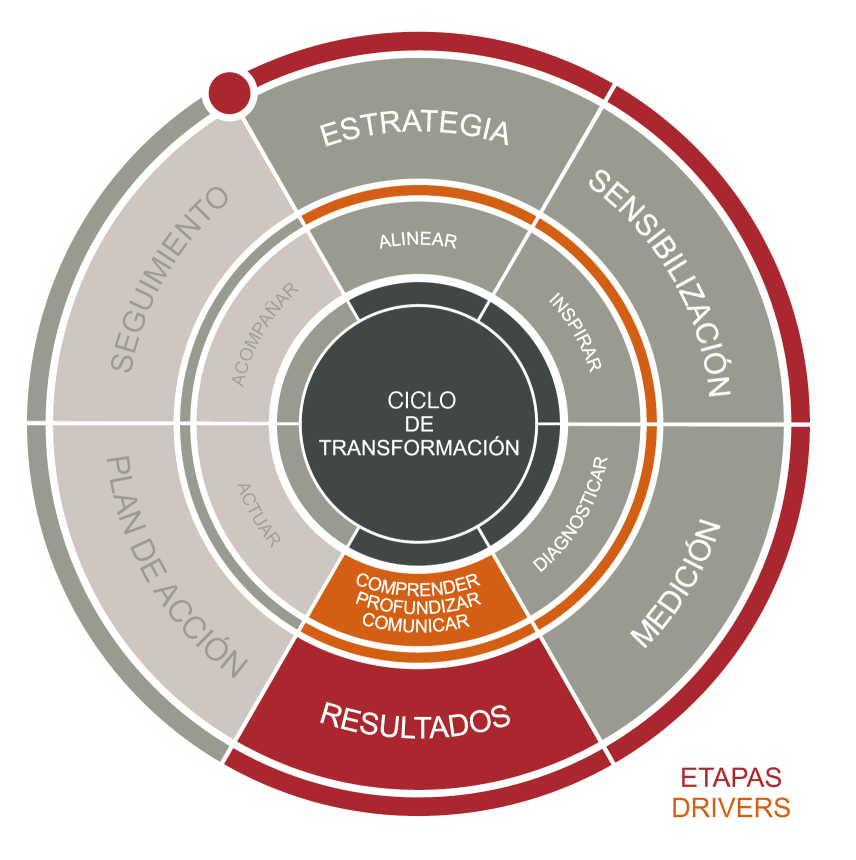 ESTRATEGIA
SENSIBILIZACIÓN
MEDICIÓN
RESULTADOS
PLAN DE ACCIÓN
SEGUIMIENTO
ALINEAR
INSPIRAR
DIAGNOSTICAR
COMPRENDER
PROFUNDIZAR
COMUNICAR
ACTUAR
ACOMPAÑAR
CICLO
DE
TRANSFORMACIÓN
ETAPAS
DRIVERS